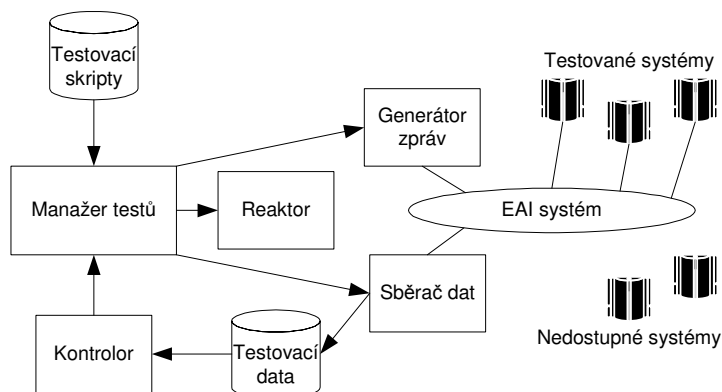 Testovací
skripty
Testované systémy
Generátor
zpráv
Manažer testů
Reaktor
EAI systém
Sběrač dat
Kontrolor
Testovací
data
Nedostupné systémy